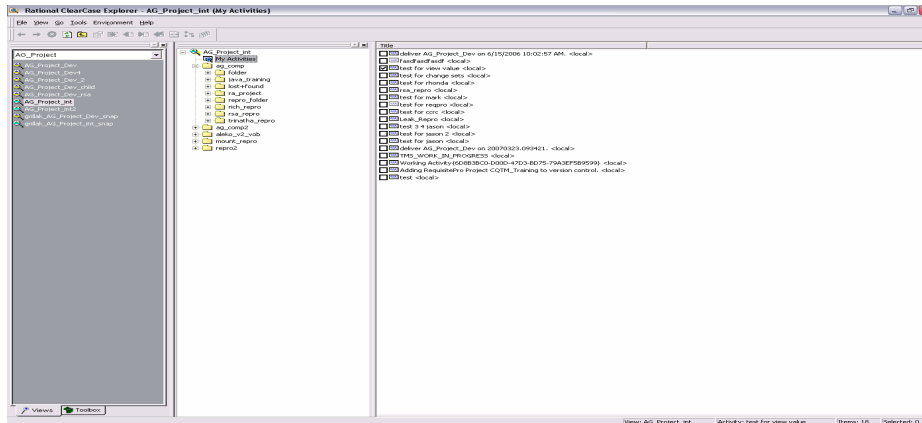 Rational ClearCase Explorer - AG_Project_int (My Activities)
File View Go Tools Environment Help
AG_Project
AG_Project_Dev
AG_Project_Dev4
AG_Project_Dev_2
AG_Project_Dev_child
AG_Project_Dev_rsa
AG_Project_int
AG_Project_int2
grillak_AG_Project_Dev_snap
grillak_AG_Project_int_snap
Views Toolbox
AG_Project_int
My Activities
ag_comp
folder
java_training
lost+found
ra_project
repro_folder
rich_repro
rsa_repro
trinatha_repro
ag_comp2
aleko_v2_vob
mount_repro
repro2
Title
deliver AG_Project_Dev on 6/15/2006 10:02:57 AM. <local>
fasdfasdfasdf <local>
test for view value <local>
test for change sets <local>
test for rhonda <local>
rsa_repro <local>
test for mark <local>
test for reqpro <local>
test for ccrc <local>
Leak_Repro <local>
test 3 4 jason <local>
test for jason 2 <local>
test for jason <local>
deliver AG_Project_Dev on 20070323.093421. <local>
TMS_WORK_IN_PROGRESS <local>
Working Activity{6D8B3BC0-D00D-47D3-BD75-79A3EF5B9599} <local>
Adding RequisitePro Project CQTM_Training to version control. <local>
test <local>
View: AG_Project_int Activity: test for view value Items: 18 Selected: 0